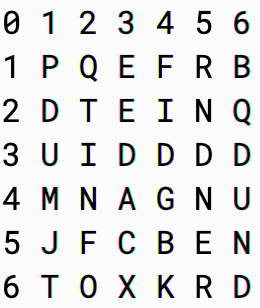 0 1 2 3 4 5 6
1 P Q E F R B
2 D T E I N Q
3 U I D D D D
4 M N A G N U
5 J F C B E N
6 T O X K R D